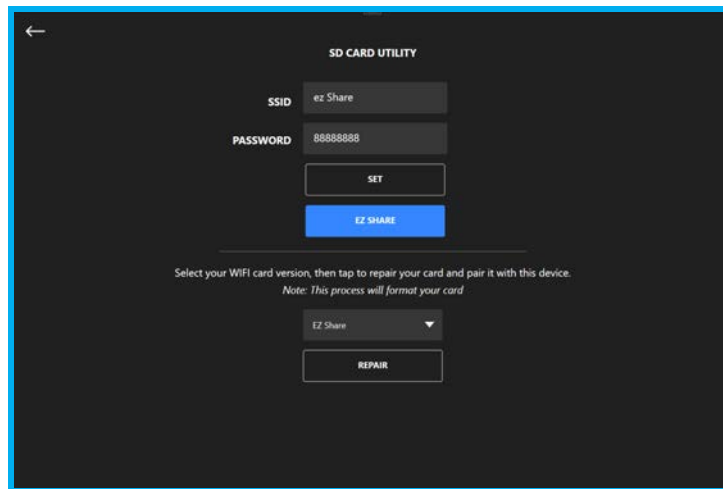 SD CARD UTILITY
SSID
ez Share
PASSWORD
88888888
SET
EZ SHARE
Select your WIFI card version, then tap to repair your card and pair it with this device.
Note: This process will format your card
EZ Share
REPAIR